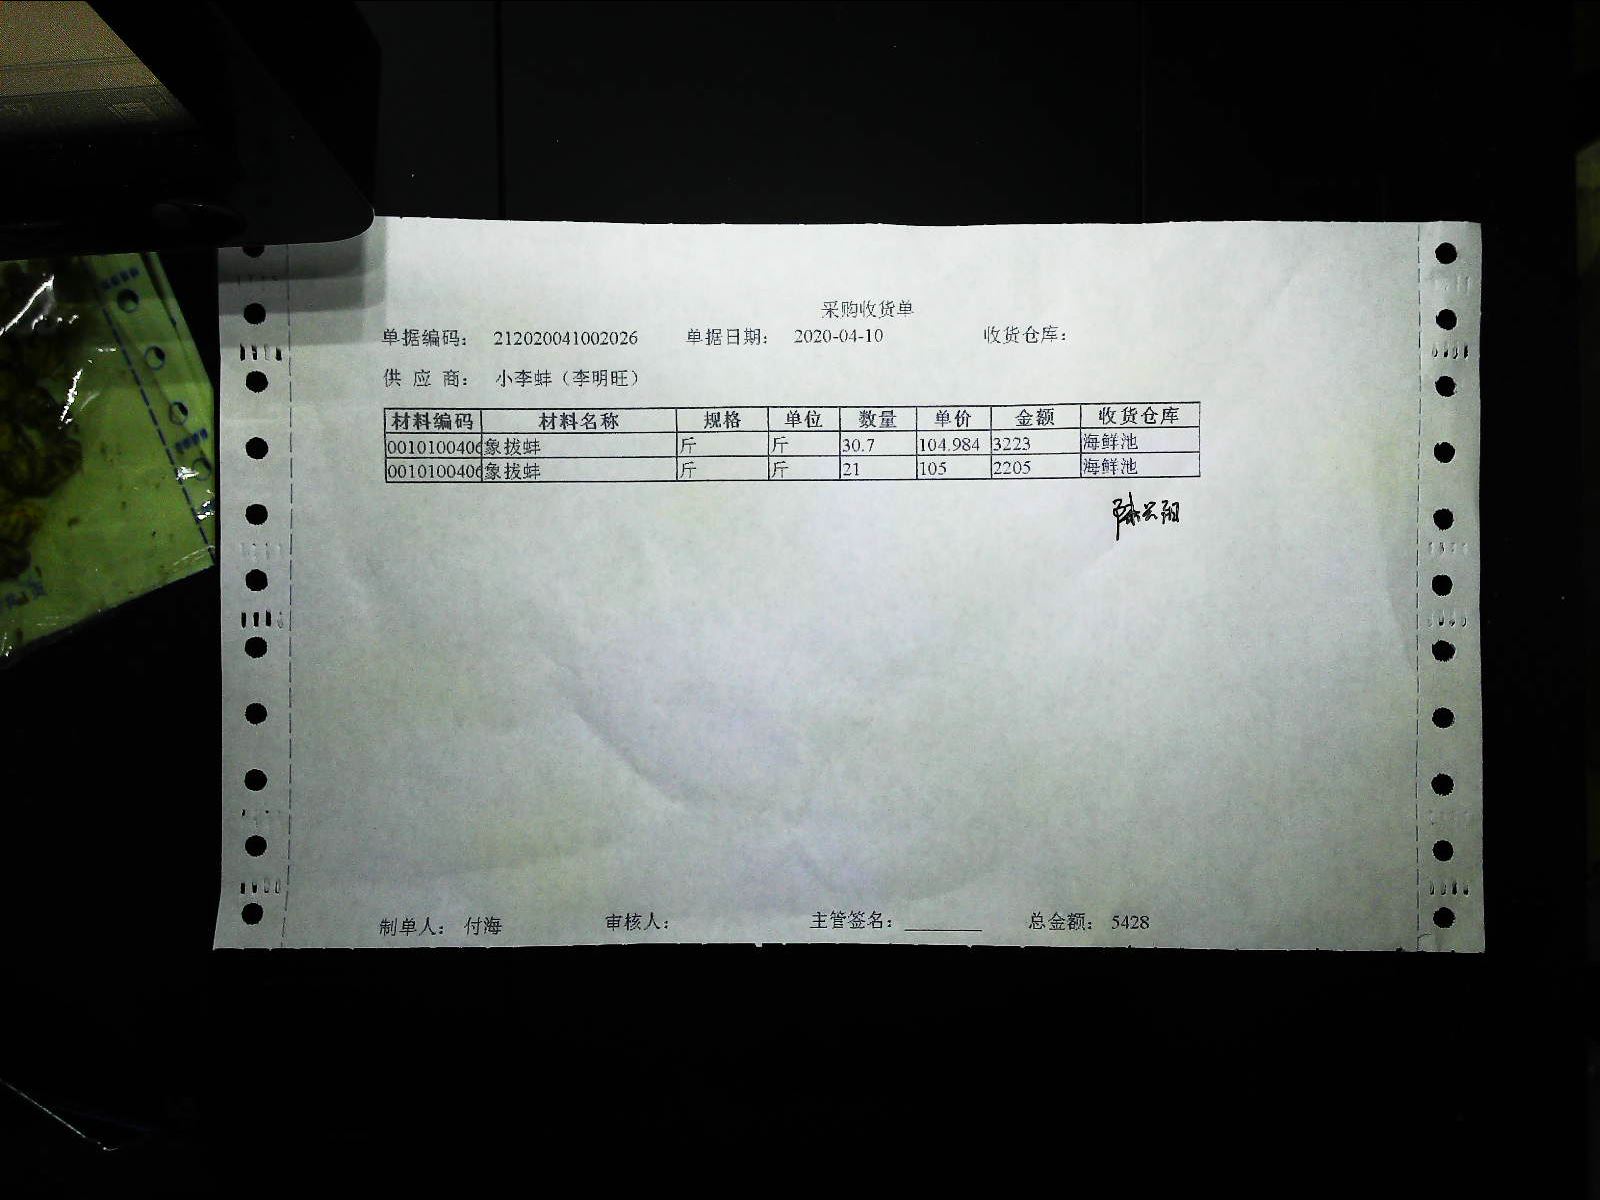 采购收货单
单据编码: 212020041002026 单据日期: 2020-04-10 收货仓库:
供 应 商: 小李蚌（李明旺）
材料编码 材料名称 规格 单位 数量 单价 金额 收货仓库
0010100406 象拔蚌 斤 斤 30.7 104.984 3223 海鲜池
0010100406 象拔蚌 斤 斤 21 105 2205 海鲜池
制单人: 付海 审核人: 主管签名: ________ 总金额: 5428